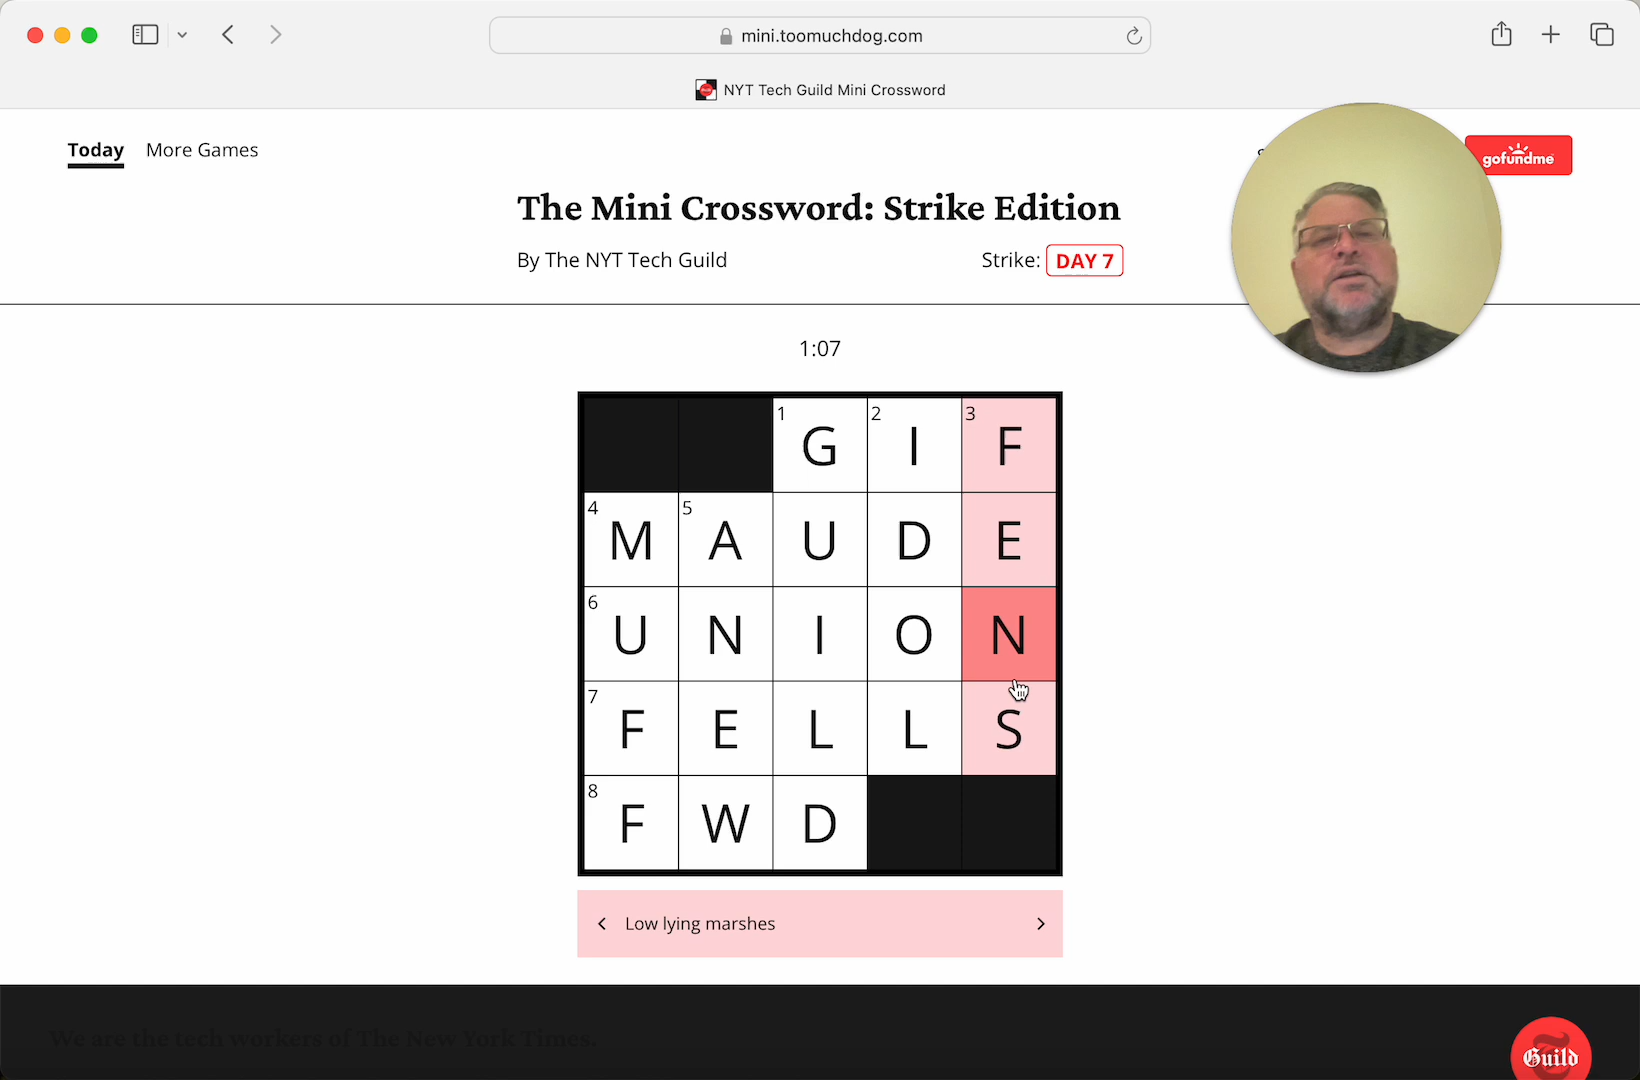 mini.toomuchdog.com
NYT Tech Guild Mini Crossword
Today More Games
gofundme
The Mini Crossword: Strike Edition
By The NYT Tech Guild Strike: DAY 7
1:07
1 G 2 I 3 F
4 M 5 A U D E
6 U N I O N
7 F E L L S
8 F W D
Low lying marshes
We are the tech workers of The New York Times.
Guild